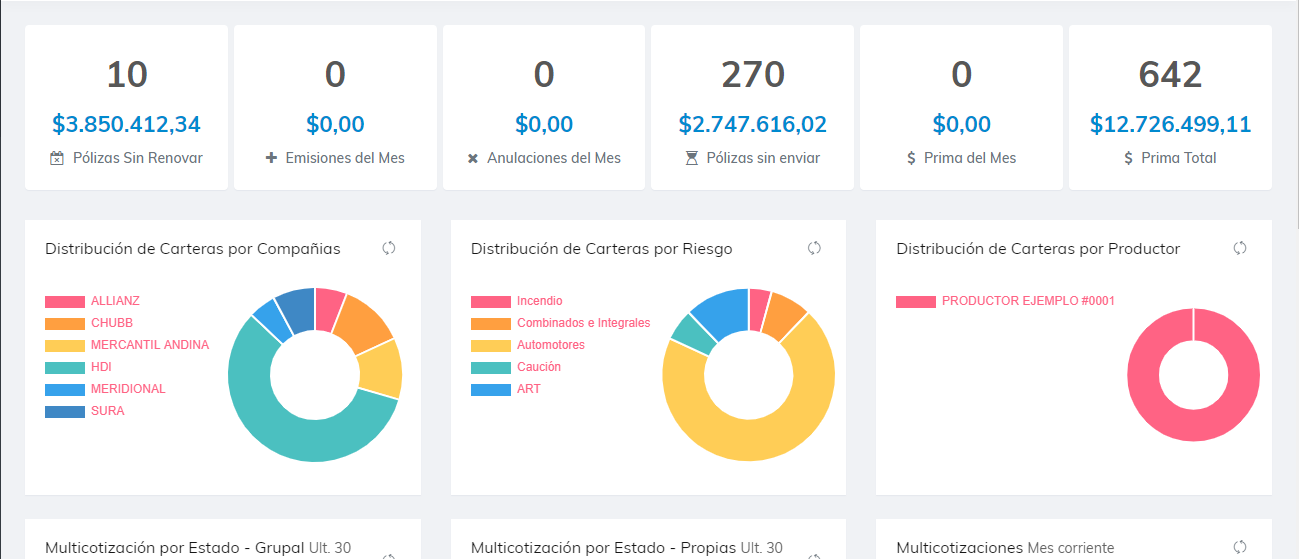 10
$3.850.412,34
Pólizas Sin Renovar
0
$0,00
Emisiones del Mes
0
$0,00
Anulaciones del Mes
270
$2.747.616,02
Pólizas sin enviar
0
$0,00
$ Prima del Mes
642
$12.726.499,11
$ Prima Total
Distribución de Carteras por Compañias
ALLIANZ
CHUBB
MERCANTIL ANDINA
HDI
MERIDIONAL
SURA
Distribución de Carteras por Riesgo
Incendio
Combinados e Integrales
Automotores
Caución
ART
Distribución de Carteras por Productor
PRODUCTOR EJEMPLO #0001
Multicotización por Estado - Grupal Ult. 30
Multicotización por Estado - Propias Ult. 30
Multicotizaciones Mes corriente